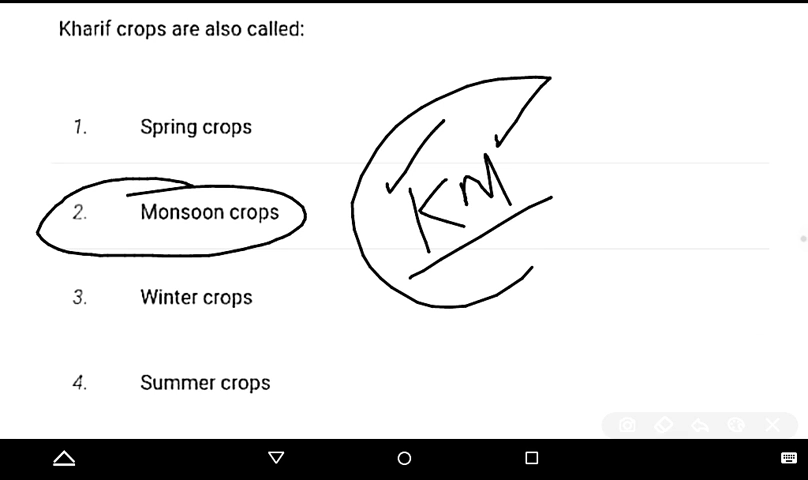 Kharif crops are also called:
1. Spring crops
KM
2. Monsoon crops
3. Winter crops
4. Summer crops